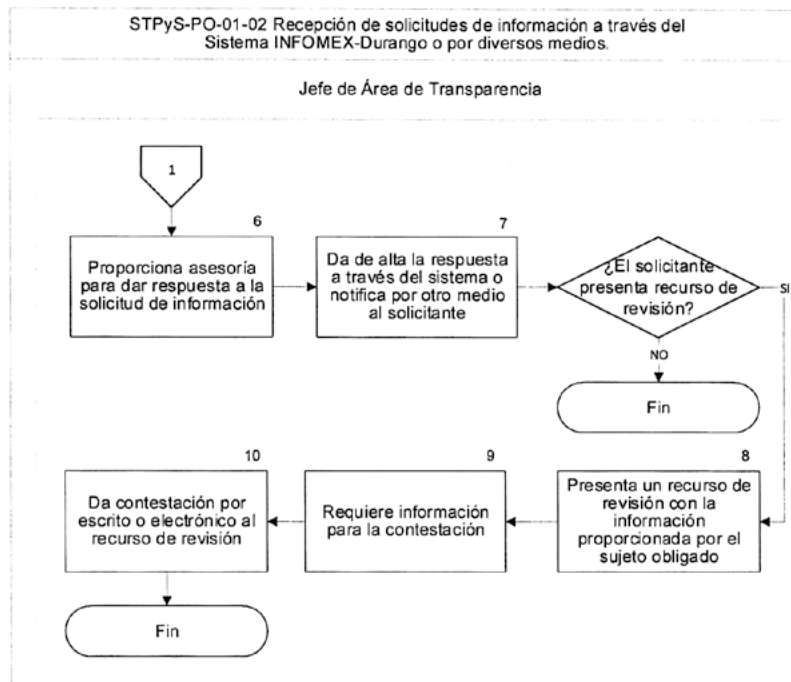 STPyS-PO-01-02 Recepción de solicitudes de información a través del
Sistema INFOMEX-Durango o por diversos medios.
Jefe de Área de Transparencia
1
6
Proporciona asesoría
para dar respuesta a la
solicitud de información
7
Da de alta la respuesta
a través del sistema o
notifica por otro medio
al solicitante
¿El solicitante
presenta recurso de
revisión?
SI
NO
Fin
8
Presenta un recurso de
revisión con la
información
proporcionada por el
sujeto obligado
9
Requiere información
para la contestación
10
Da contestación por
escrito o electrónico al
recurso de revisión
Fin